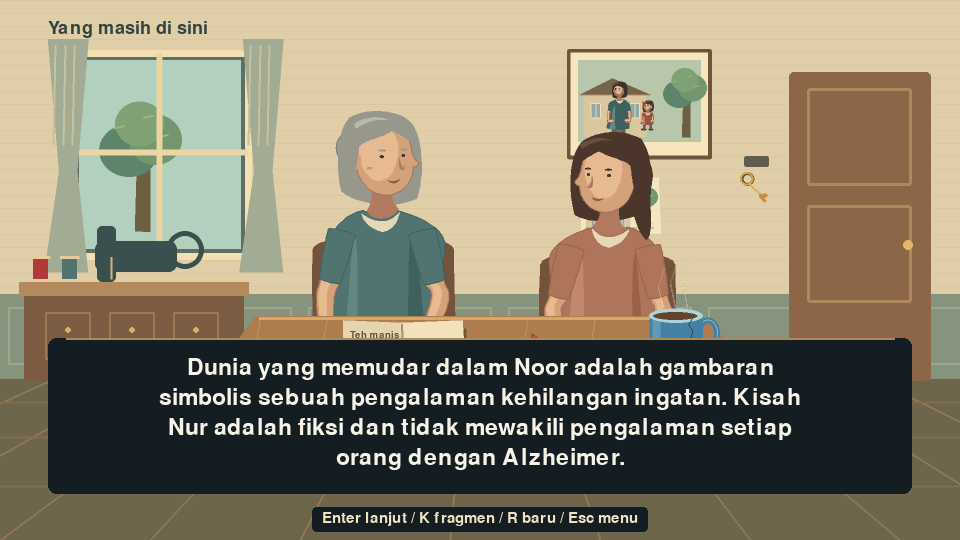 Yang masih di sini
Teh manis
Dunia yang memudar dalam Noor adalah gambaran
simbolis sebuah pengalaman kehilangan ingatan. Kisah
Nur adalah fiksi dan tidak mewakili pengalaman setiap
orang dengan Alzheimer.
Enter lanjut / K fragmen / R baru / Esc menu